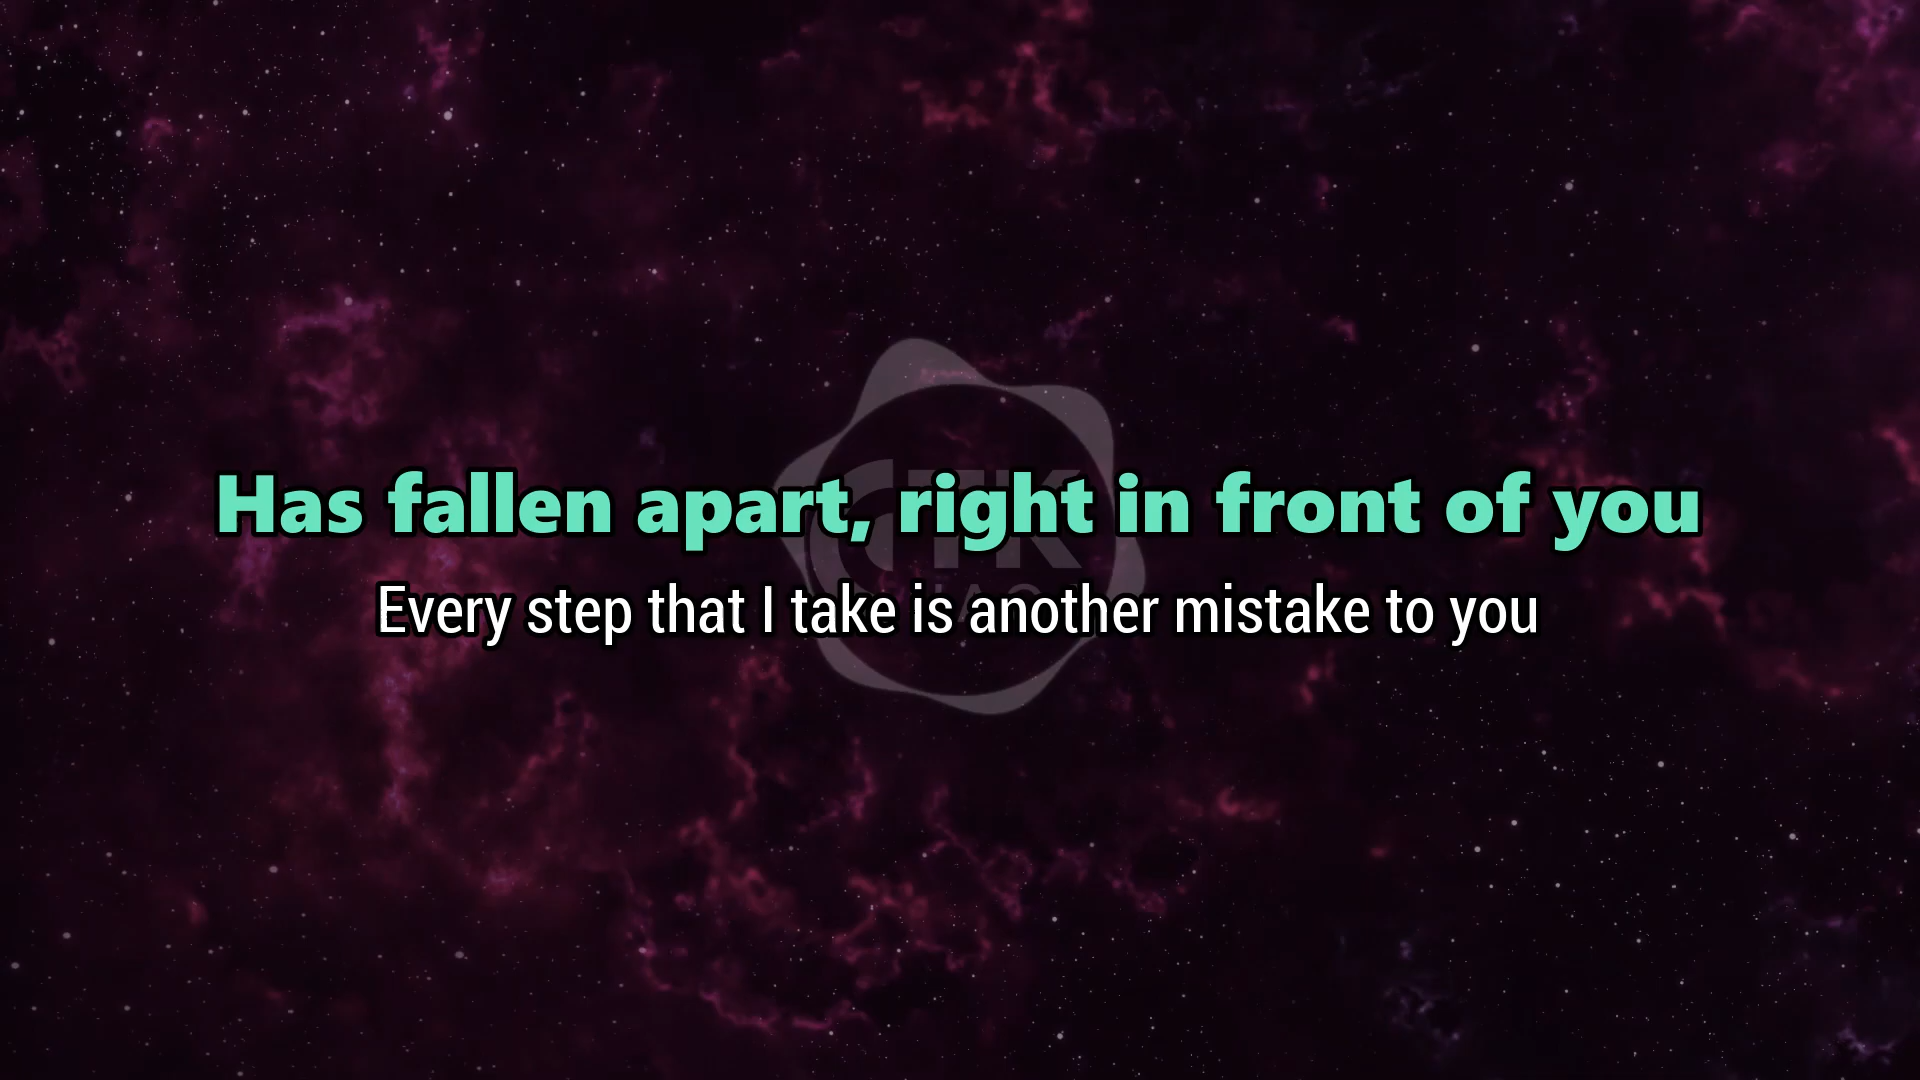 Has fallen apart, right in front of you
Every step that I take is another mistake to you